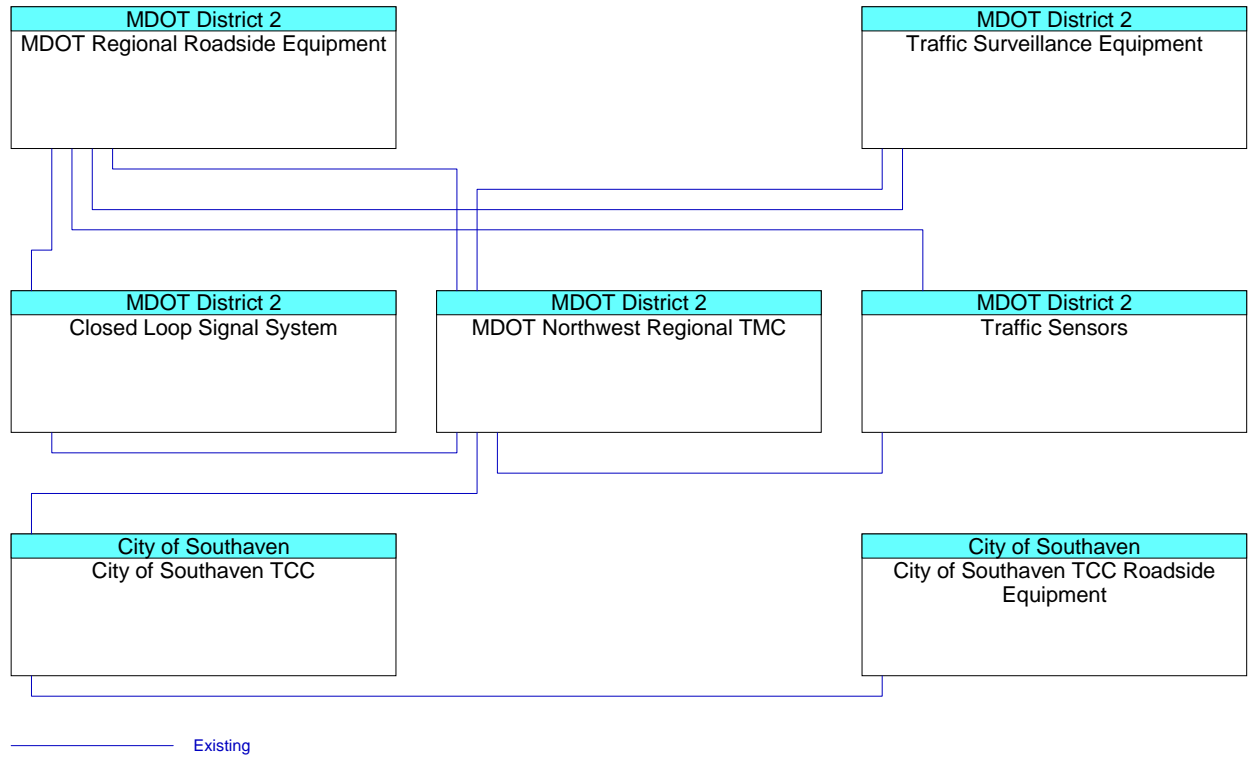 MDOT District 2
MDOT Regional Roadside Equipment
MDOT District 2
Traffic Surveillance Equipment
MDOT District 2
Closed Loop Signal System
MDOT District 2
MDOT Northwest Regional TMC
MDOT District 2
Traffic Sensors
City of Southaven
City of Southaven TCC
City of Southaven
City of Southaven TCC Roadside
Equipment
Existing